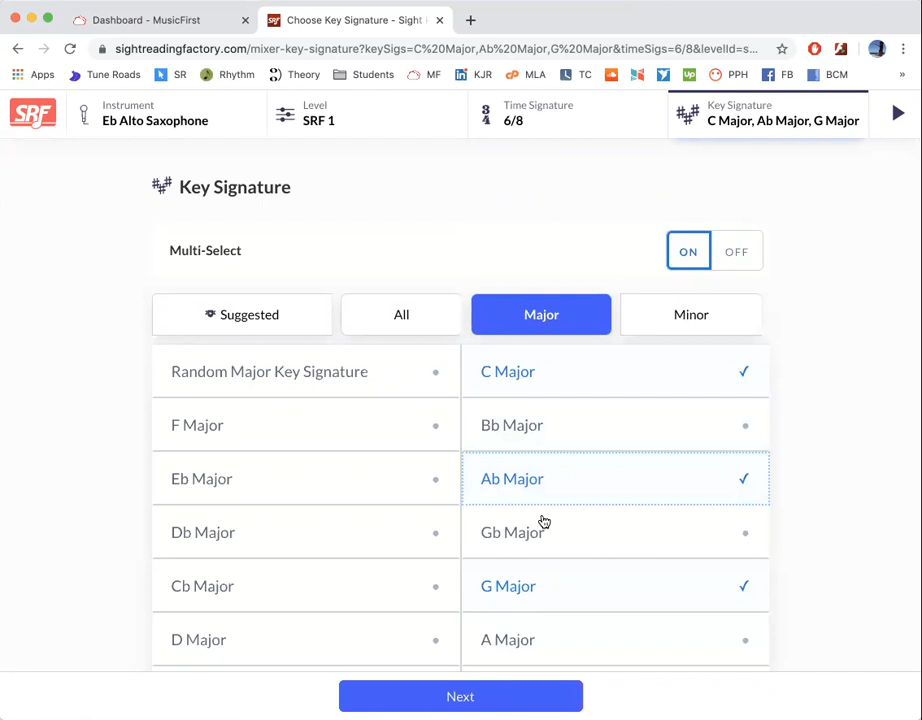 Dashboard - MusicFirst
SRF Choose Key Signature - Sight
sightreadingfactory.com/mixer-key-signature?keySigs=C%20Major,Ab%20Major,G%20Major&timeSigs=6/8&levelId=s...
Apps Tune Roads SR Rhythm Theory Students MF KJR MLA TC PPH FB BCM »
SRF
Instrument
Eb Alto Saxophone
Level
SRF 1
Time Signature
6/8
Key Signature
C Major, Ab Major, G Major
Key Signature
Multi-Select ON OFF
Suggested All Major Minor
Random Major Key Signature C Major
F Major Bb Major
Eb Major Ab Major
Db Major Gb Major
Cb Major G Major
D Major A Major
Next